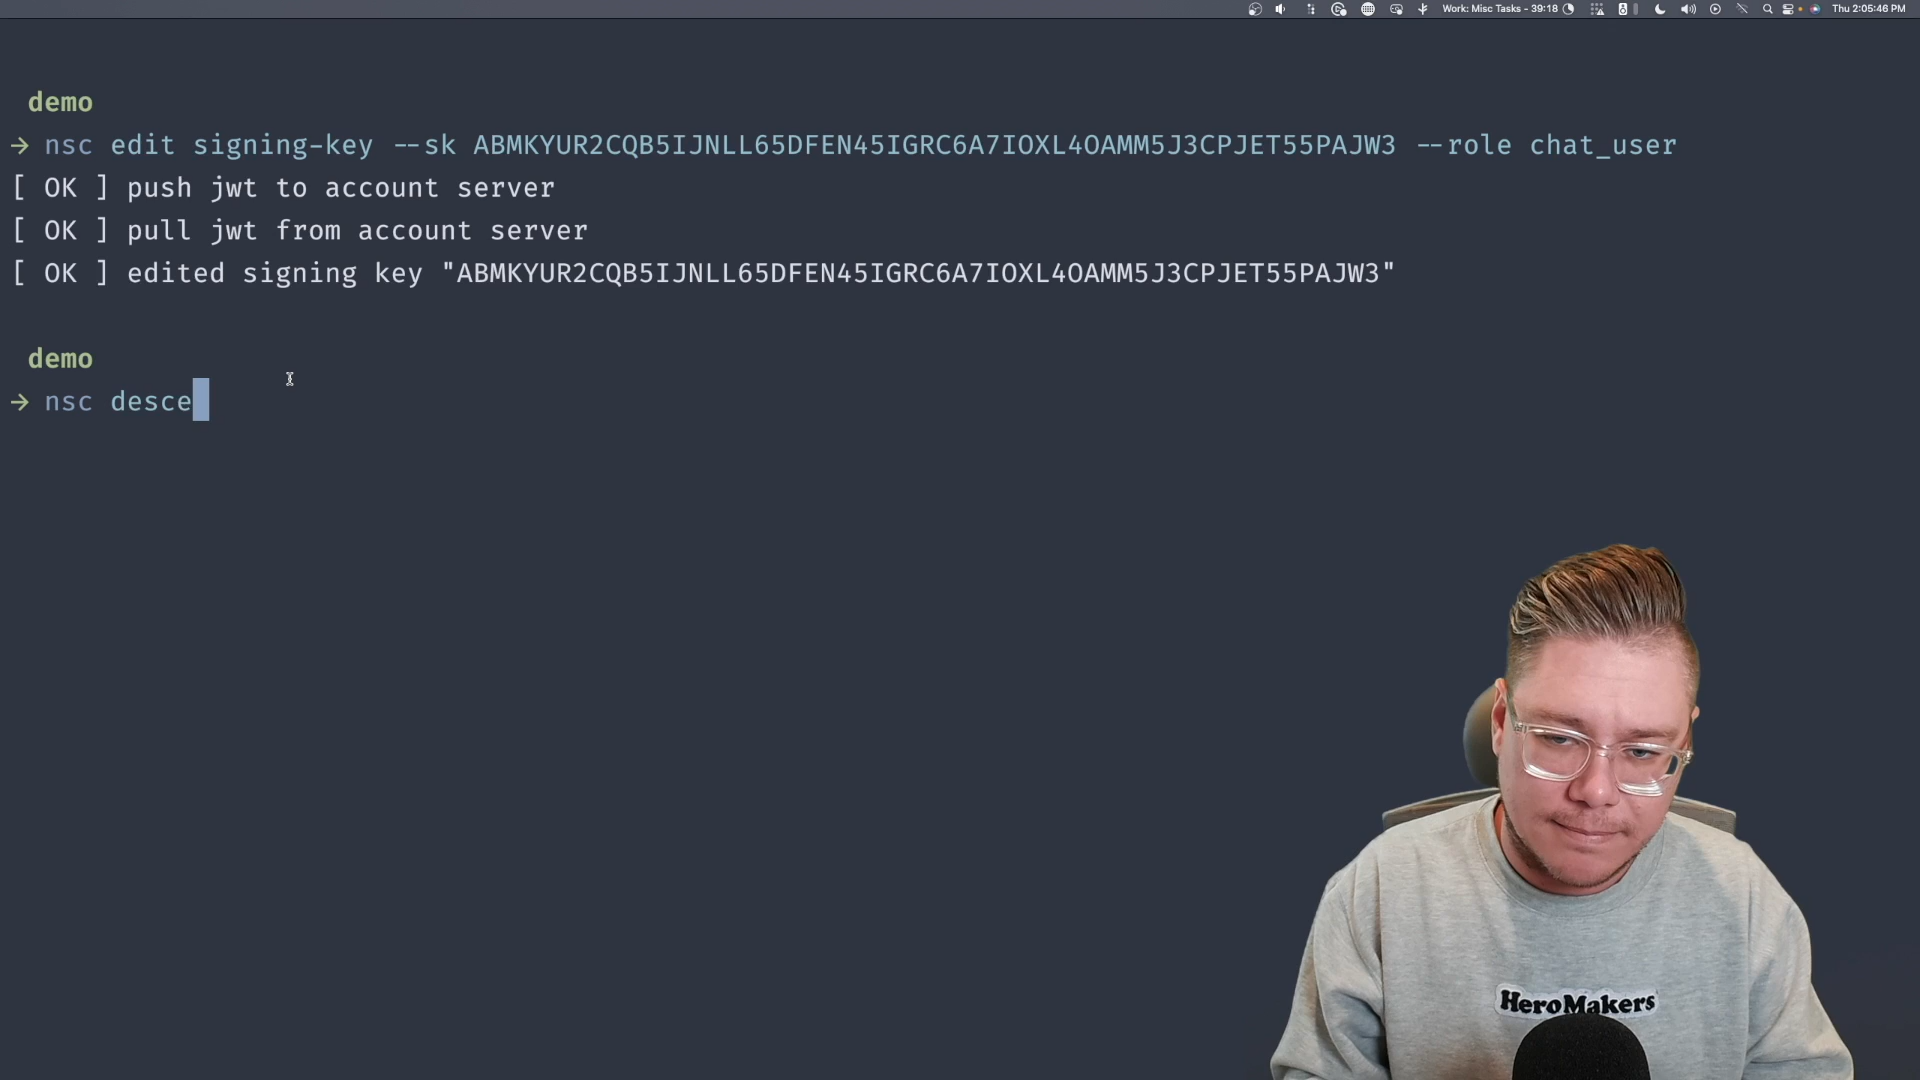 Work: Misc Tasks - 39:18
Thu 2:05:46 PM
demo
→ nsc edit signing-key --sk ABMKYUR2CQB5IJNLL65DFEN45IGRC6A7IOXL4OAMM5J3CPJET55PAJW3 --role chat_user
[ OK ] push jwt to account server
[ OK ] pull jwt from account server
[ OK ] edited signing key "ABMKYUR2CQB5IJNLL65DFEN45IGRC6A7IOXL4OAMM5J3CPJET55PAJW3"
demo
→ nsc desce
HeroMakers